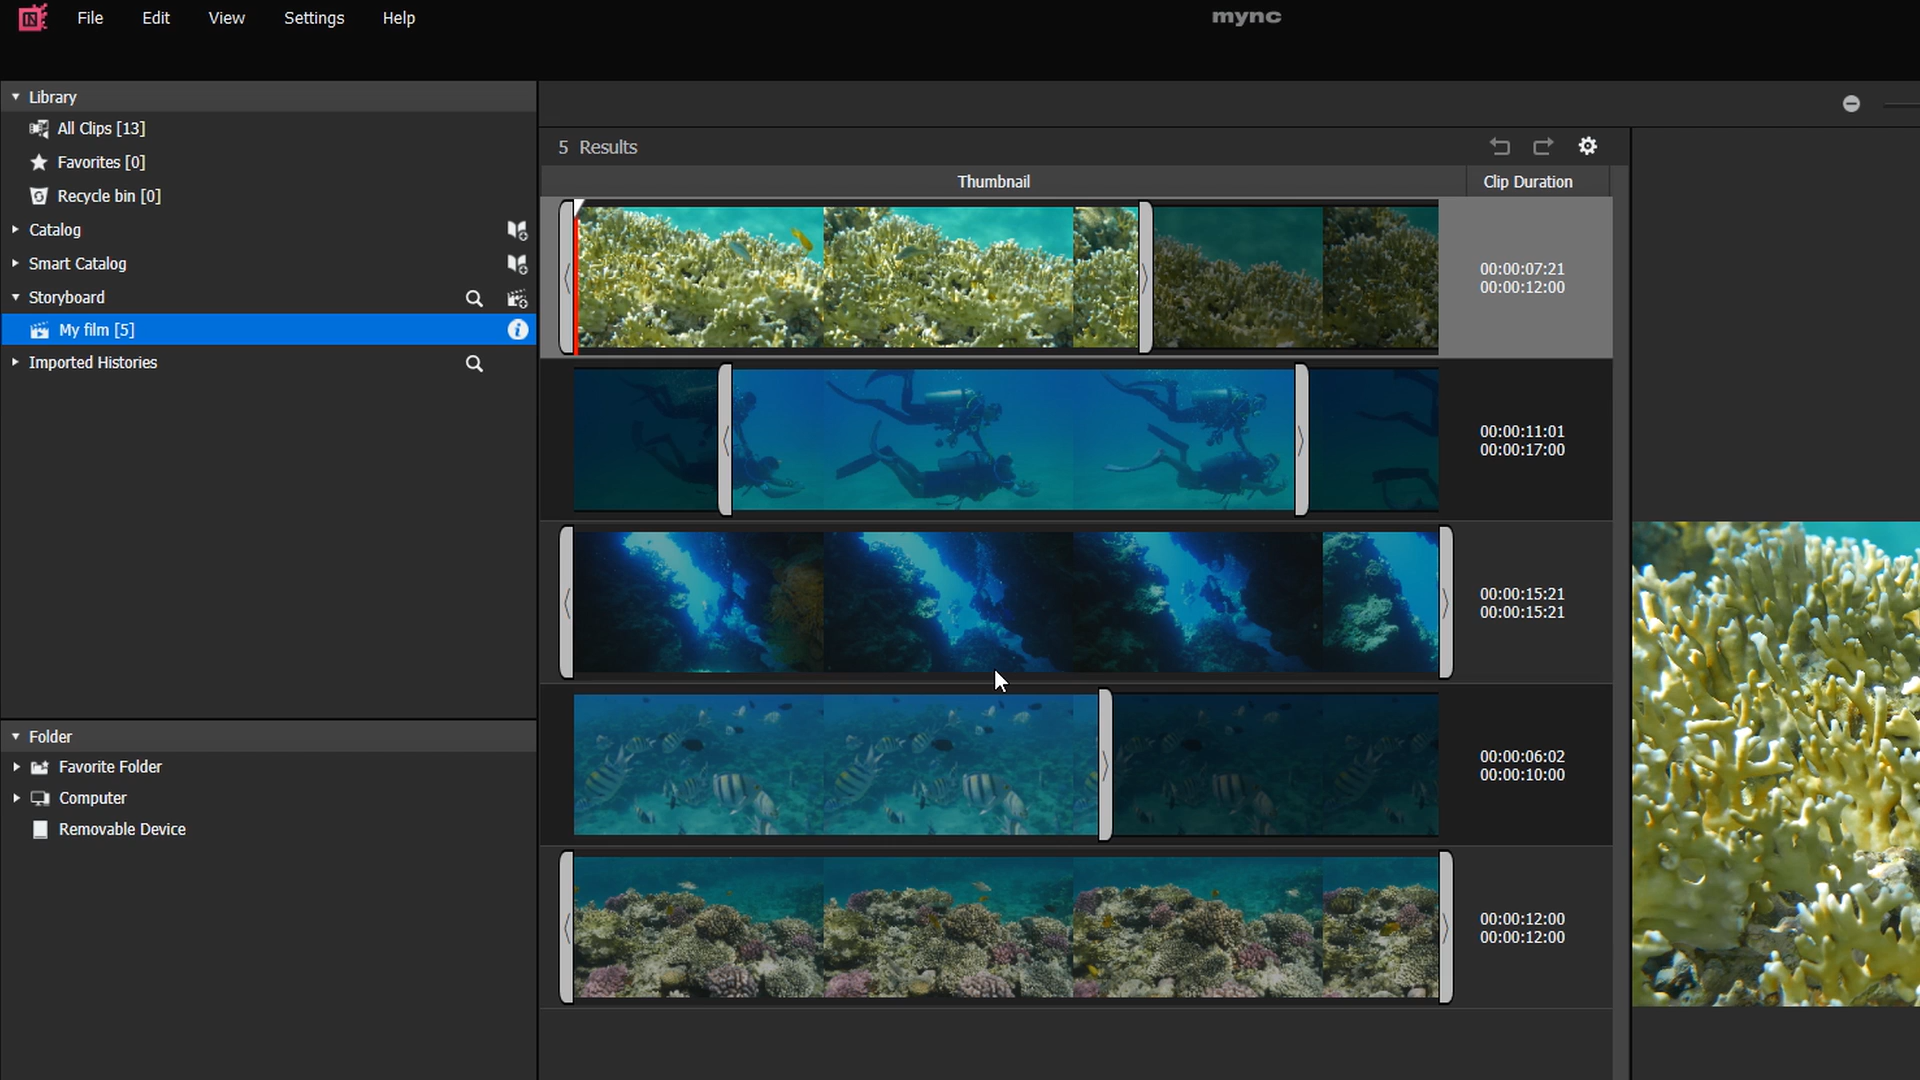 File Edit View Settings Help
mync
Library
All Clips [13]
Favorites [0]
Recycle bin [0]
Catalog
Smart Catalog
Storyboard
My film [5]
Imported Histories
Folder
Favorite Folder
Computer
Removable Device
5 Results
Thumbnail Clip Duration
00:00:07:21
00:00:12:00
00:00:11:01
00:00:17:00
00:00:15:21
00:00:15:21
00:00:06:02
00:00:10:00
00:00:12:00
00:00:12:00